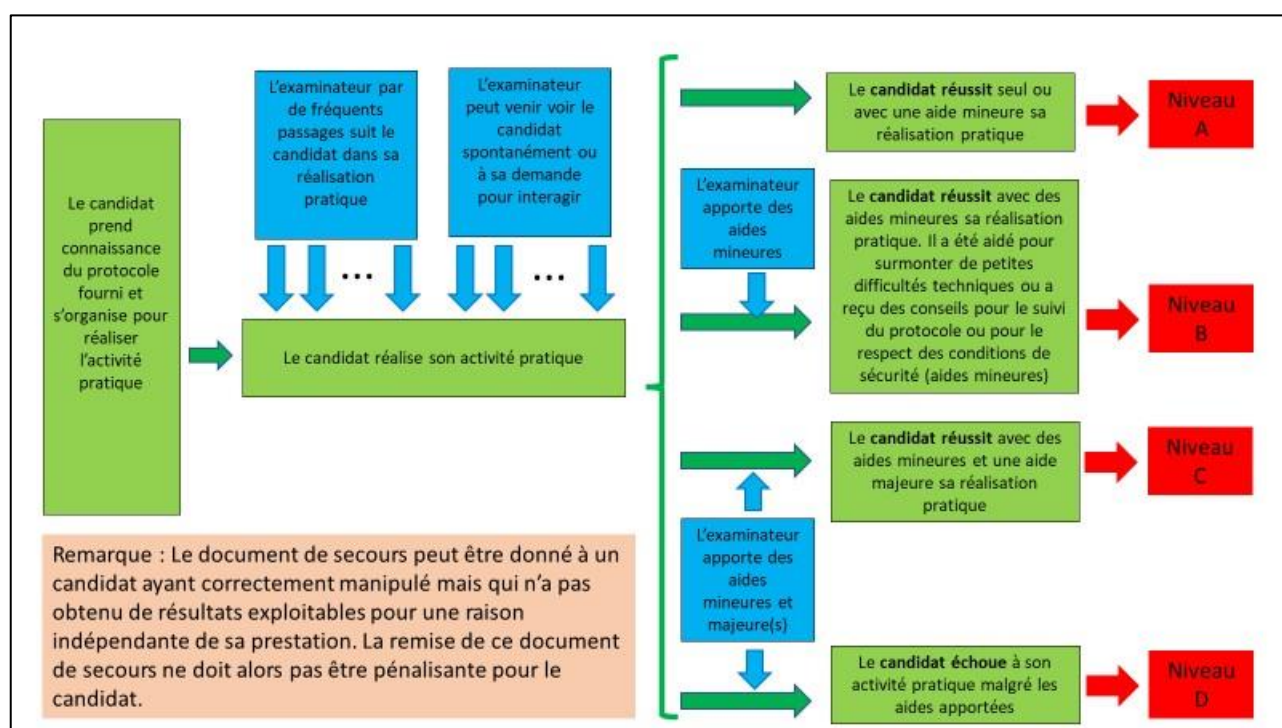 Le candidat
prend
connaissance
du protocole
fourni et
s’organise pour
réaliser
l’activité
pratique
L’examinateur par
de fréquents
passages suit le
candidat dans sa
réalisation
pratique
L’examinateur
peut venir voir le
candidat
spontanément ou
à sa demande
pour interagir
...
...
Le candidat réalise son activité pratique
Le candidat réussit seul ou
avec une aide mineure sa
réalisation pratique
Niveau
A
L’examinateur
apporte des
aides
mineures
Le candidat réussit avec des
aides mineures sa réalisation
pratique. Il a été aidé pour
surmonter de petites
difficultés techniques ou a
reçu des conseils pour le suivi
du protocole ou pour le
respect des conditions de
sécurité (aides mineures)
Niveau
B
Le candidat réussit avec des
aides mineures et une aide
majeure sa réalisation
pratique
Niveau
C
L’examinateur
apporte des
aides
mineures et
majeure(s)
Le candidat échoue à son
activité pratique malgré les
aides apportées
Niveau
D
Remarque : Le document de secours peut être donné à un
candidat ayant correctement manipulé mais qui n’a pas
obtenu de résultats exploitables pour une raison
indépendante de sa prestation. La remise de ce document
de secours ne doit alors pas être pénalisante pour le
candidat.